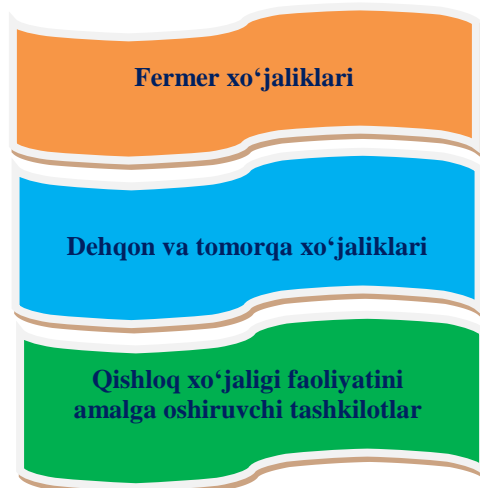 Fermer xo‘jaliklari
Dehqon va tomorqa xo‘jaliklari
Qishloq xo‘jaligi faoliyatini
amalga oshiruvchi tashkilotlar